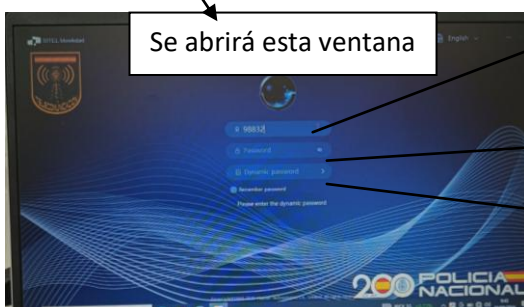 Se abrirá esta ventana
English
98832
Password
Dynamic password
Remember password
Please enter the dynamic password
200 POLICIA
NACIONAL